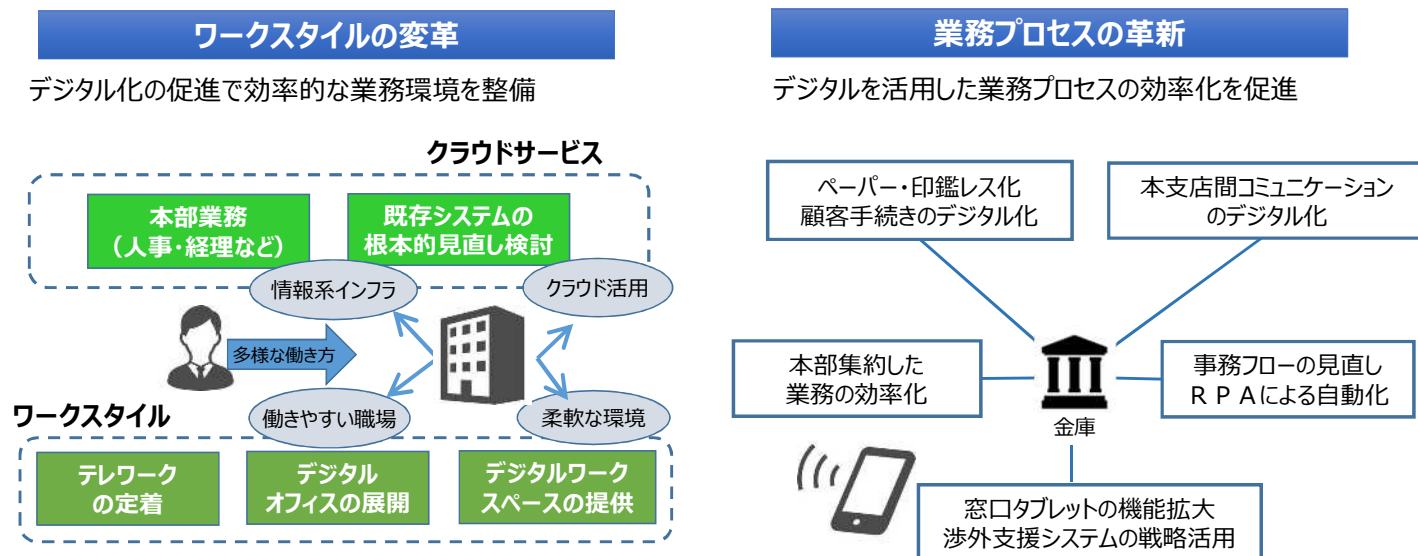 ワークスタイルの変革
デジタル化の促進で効率的な業務環境を整備
クラウドサービス
本部業務
（人事・経理など）
既存システムの
根本的見直し検討
情報系インフラ
クラウド活用
多様な働き方
働きやすい職場
柔軟な環境
ワークスタイル
テレワーク
の定着
デジタル
オフィスの展開
デジタルワーク
スペースの提供
業務プロセスの革新
デジタルを活用した業務プロセスの効率化を促進
ペーパー・印鑑レス化
顧客手続きのデジタル化
本支店間コミュニケーション
のデジタル化
本部集約した
業務の効率化
金庫
事務フローの見直し
ＲＰＡによる自動化
窓口タブレットの機能拡大
渉外支援システムの戦略活用